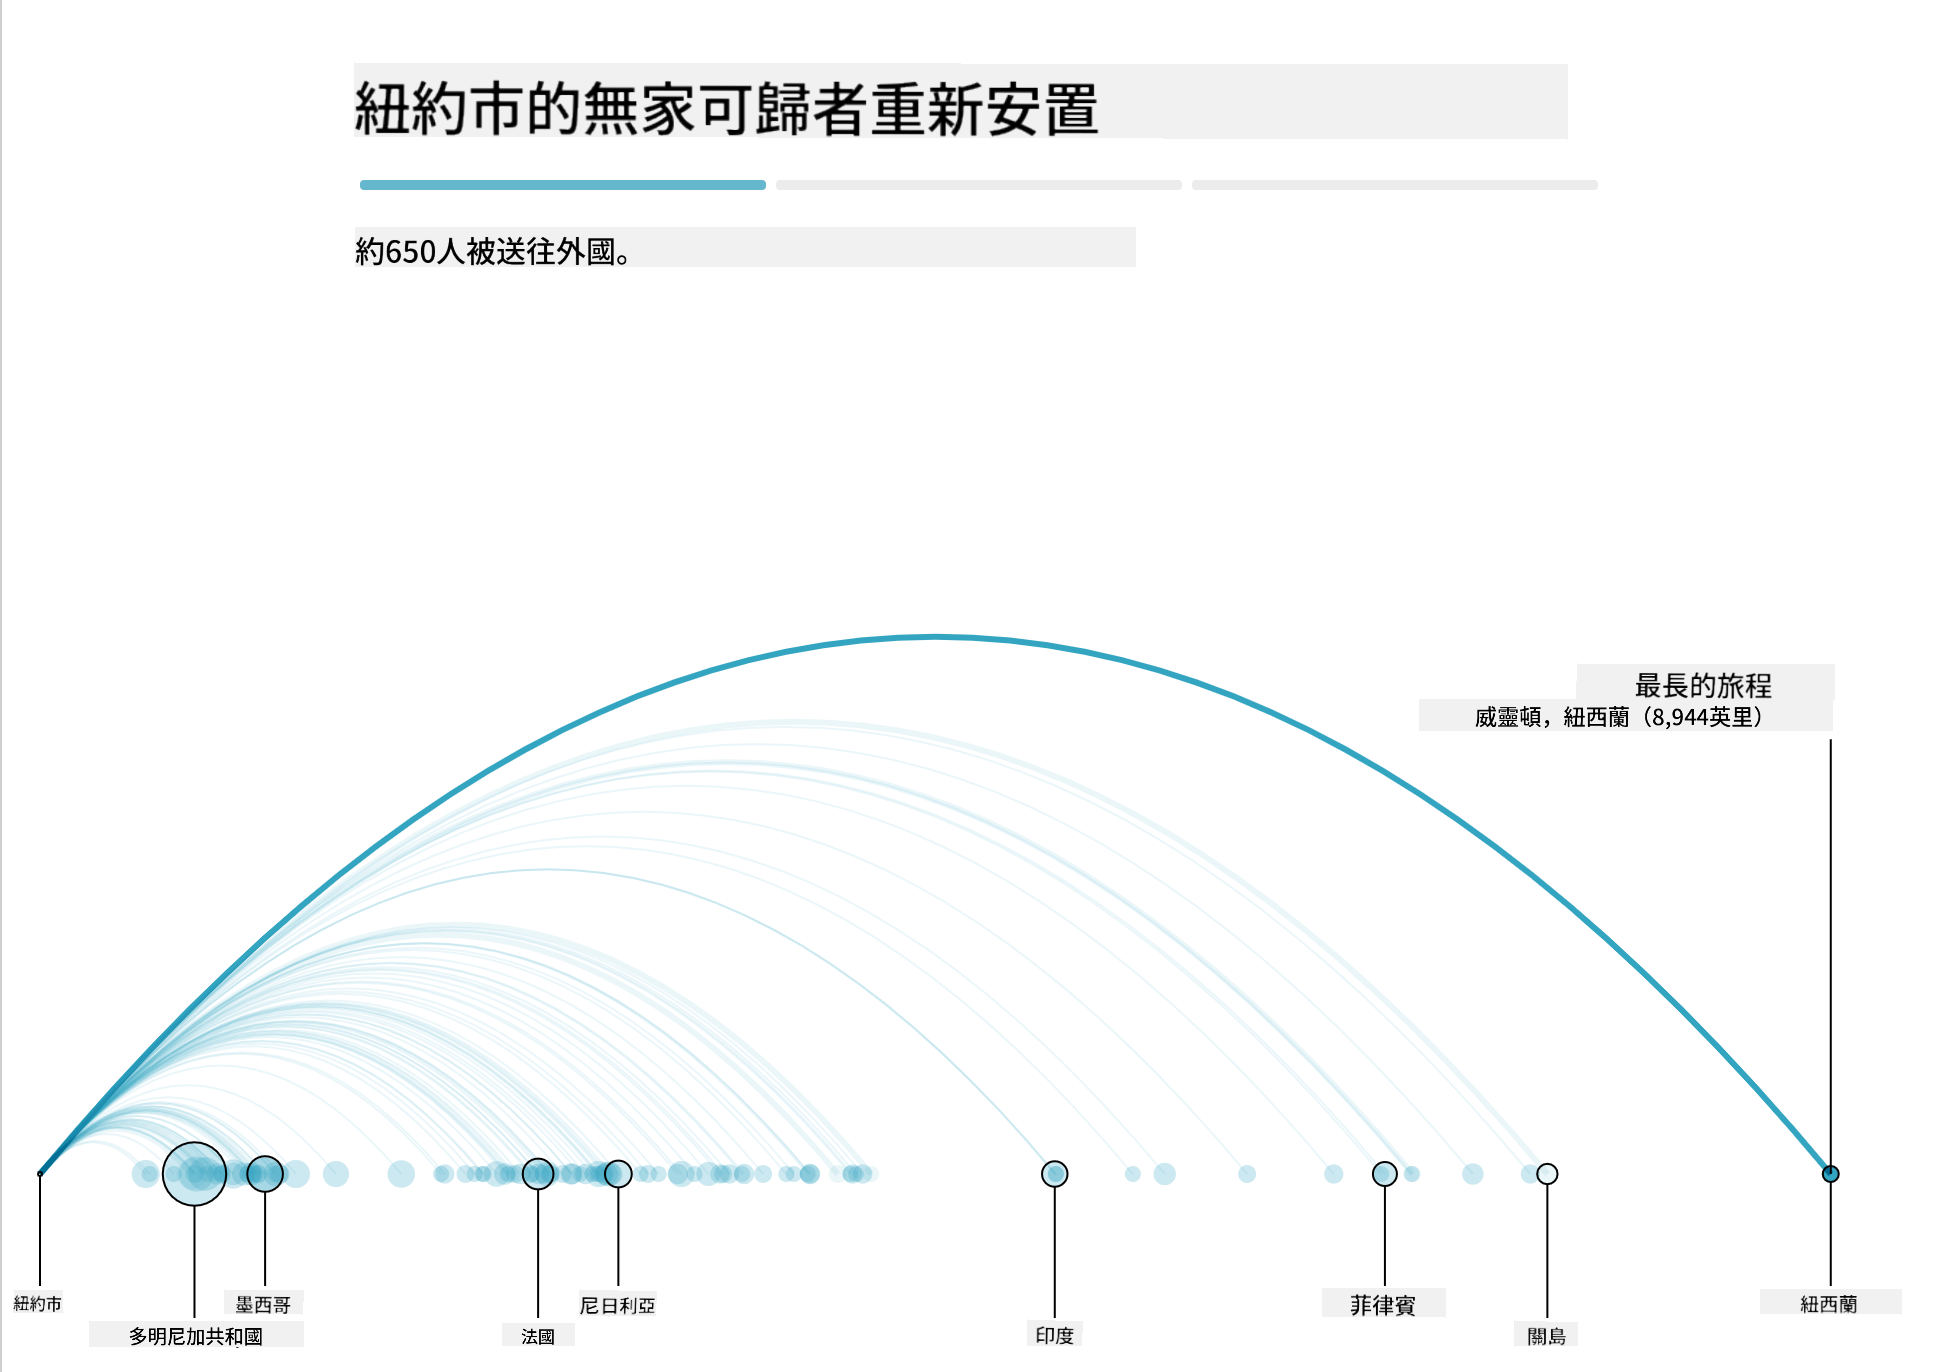 紐約市的無家可歸者重新安置
約650人被送往外國。
最長的旅程
威靈頓，紐西蘭（8,944英里）
紐約市
墨西哥
尼日利亞
菲律賓
紐西蘭
多明尼加共和國
法國
印度
關島